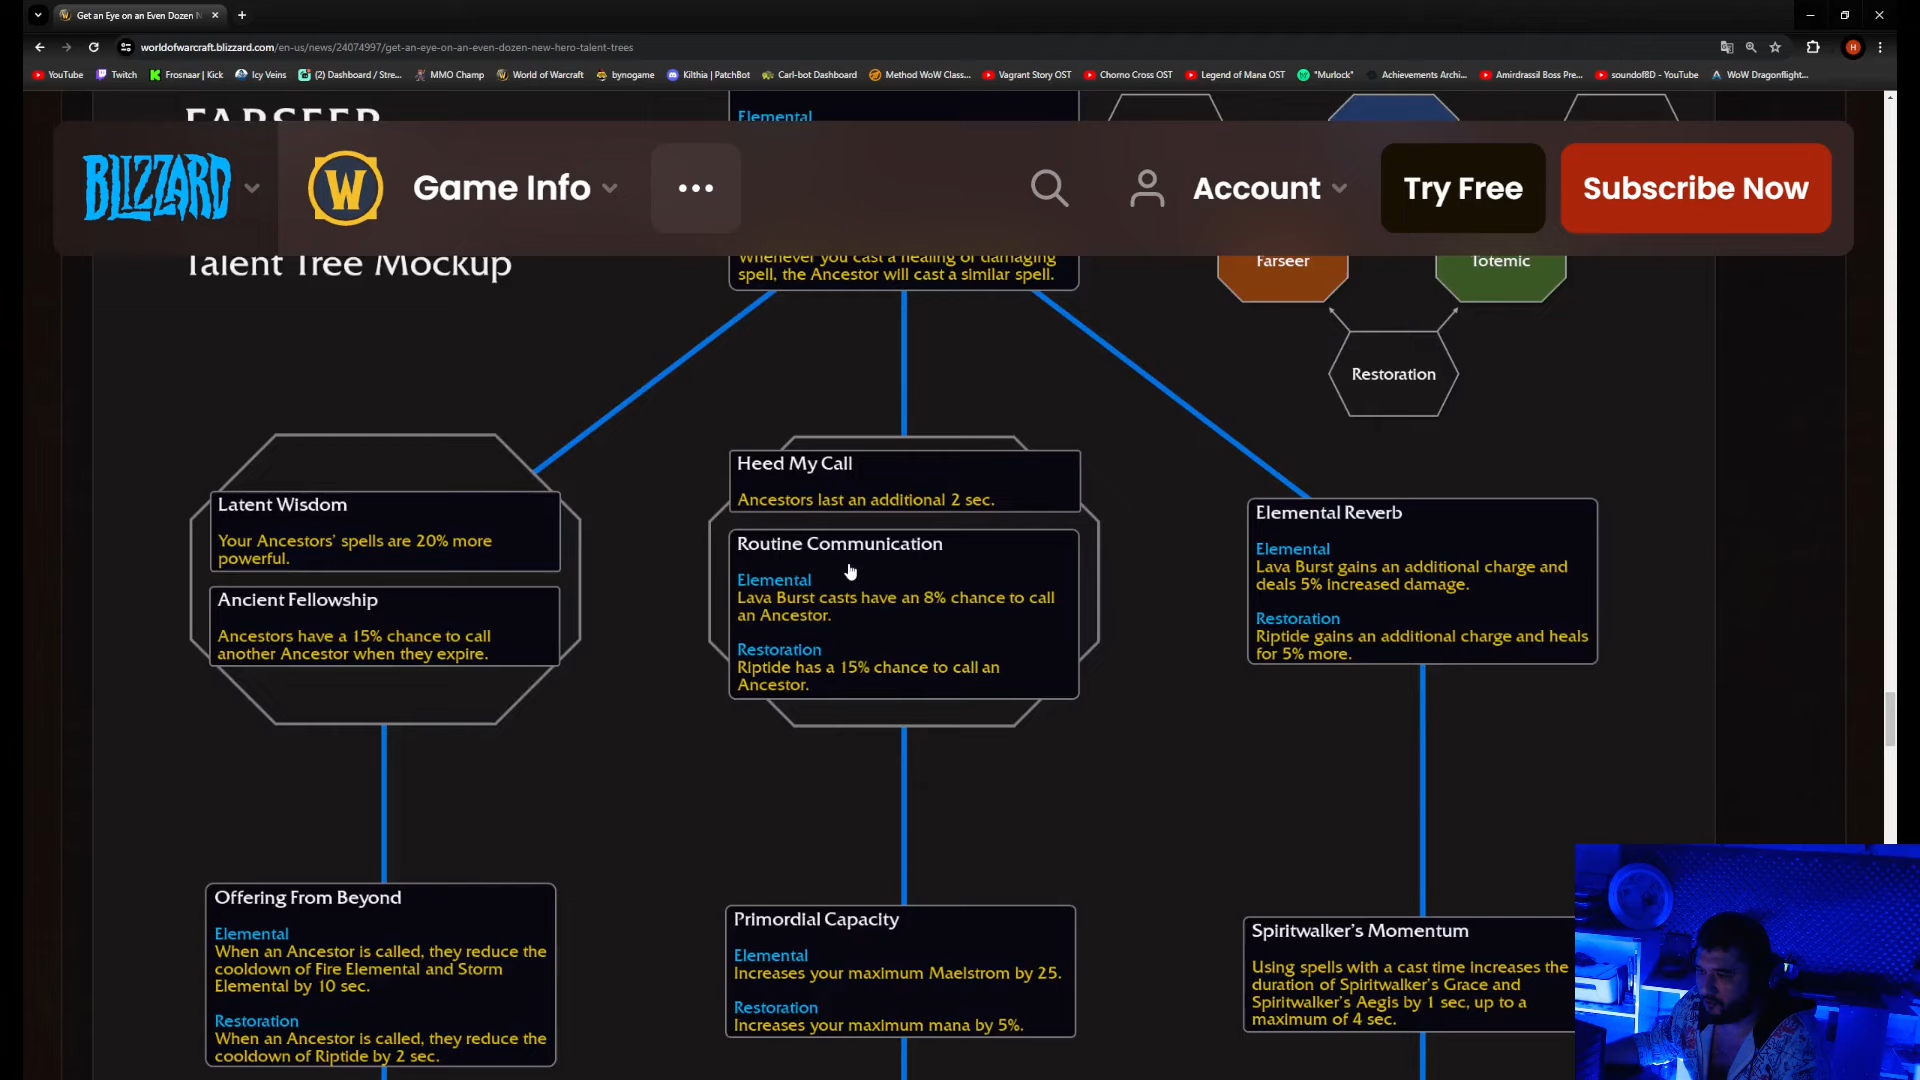 Get an Eye on an Even Dozen N
worldofwarcraft.blizzard.com/en-us/news/24074997/get-an-eye-on-an-even-dozen-new-hero-talent-trees
H
YouTube
Twitch
Frosnaar | Kick
Icy Veins
(2) Dashboard / Stre...
MMO Champ
World of Warcraft
bynogame
Kilthia | PatchBot
Carl-bot Dashboard
Method WoW Clas...
Vagrant Story OST
Chorno Cross OST
Legend of Mana OST
"Murlock"
Achievements Archi...
Amirdrassil Boss Pre...
soundof8D - YouTube
WoW Dragonflight...
FARSEER
Elemental
BLIZZARD
W
Game Info
Account
Try Free
Subscribe Now
Talent Tree Mockup
Whenever you cast a healing or damaging
spell, the Ancestor will cast a similar spell.
Farseer
Totemic
Restoration
Latent Wisdom
Your Ancestors' spells are 20% more
powerful.
Ancient Fellowship
Ancestors have a 15% chance to call
another Ancestor when they expire.
Heed My Call
Ancestors last an additional 2 sec.
Routine Communication
Elemental
Lava Burst casts have an 8% chance to call
an Ancestor.
Restoration
Riptide has a 15% chance to call an
Ancestor.
Elemental Reverb
Elemental
Lava Burst gains an additional charge and
deals 5% increased damage.
Restoration
Riptide gains an additional charge and heals
for 5% more.
Offering From Beyond
Elemental
When an Ancestor is called, they reduce the
cooldown of Fire Elemental and Storm
Elemental by 10 sec.
Restoration
When an Ancestor is called, they reduce the
cooldown of Riptide by 2 sec.
Primordial Capacity
Elemental
Increases your maximum Maelstrom by 25.
Restoration
Increases your maximum mana by 5%.
Spiritwalker's Momentum
Using spells with a cast time increases the
duration of Spiritwalker's Grace and
Spiritwalker's Aegis by 1 sec, up to a
maximum of 4 sec.